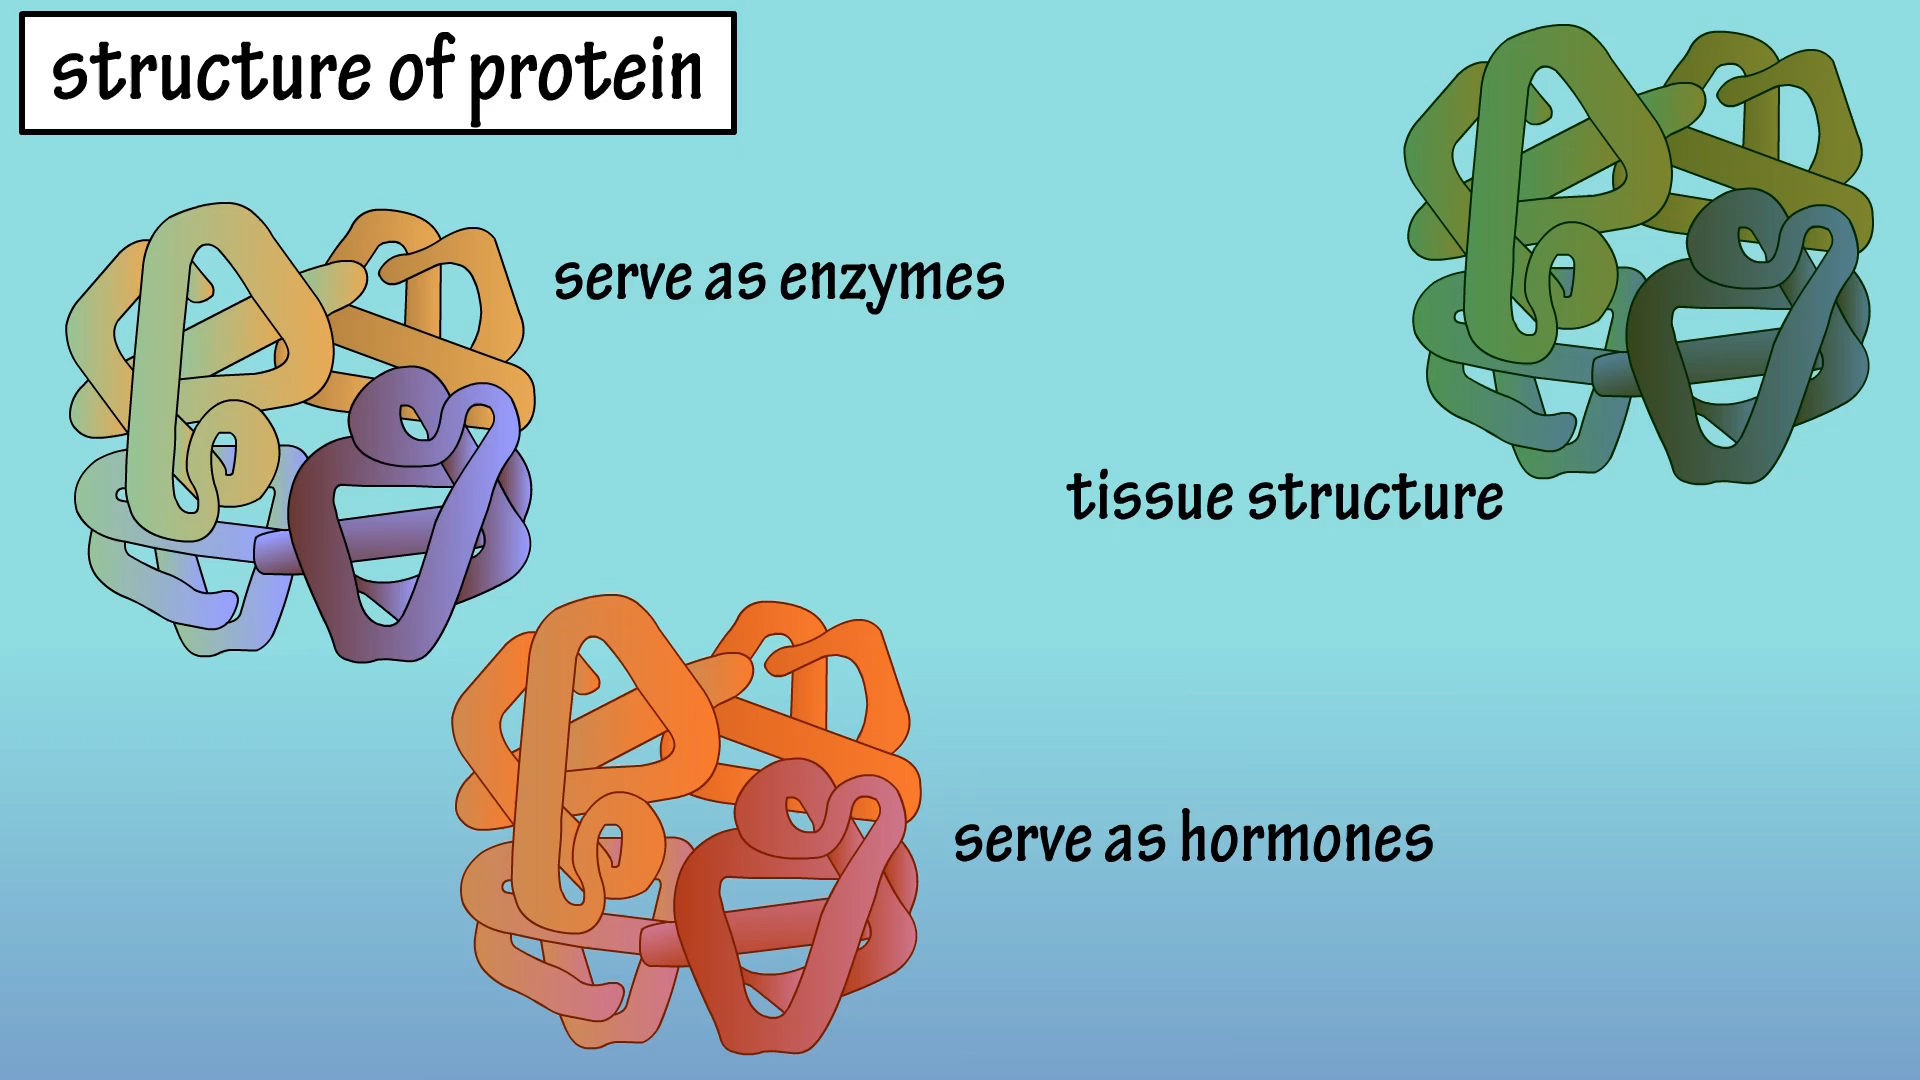 structure of protein
serve as enzymes
tissue structure
serve as hormones